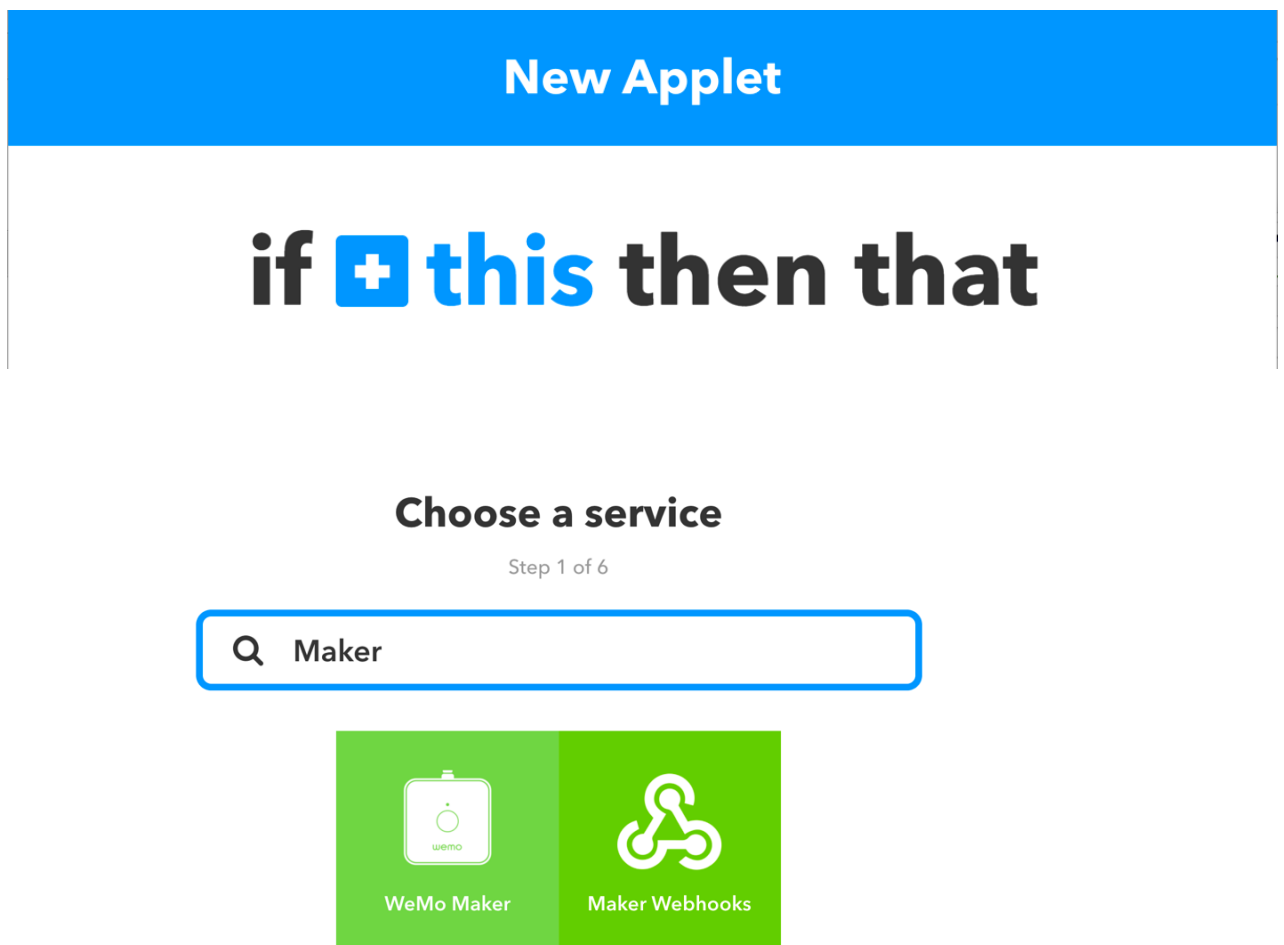 New Applet
if + this then that
Choose a service
Step 1 of 6
Maker
wemo
WeMo Maker
Maker Webhooks